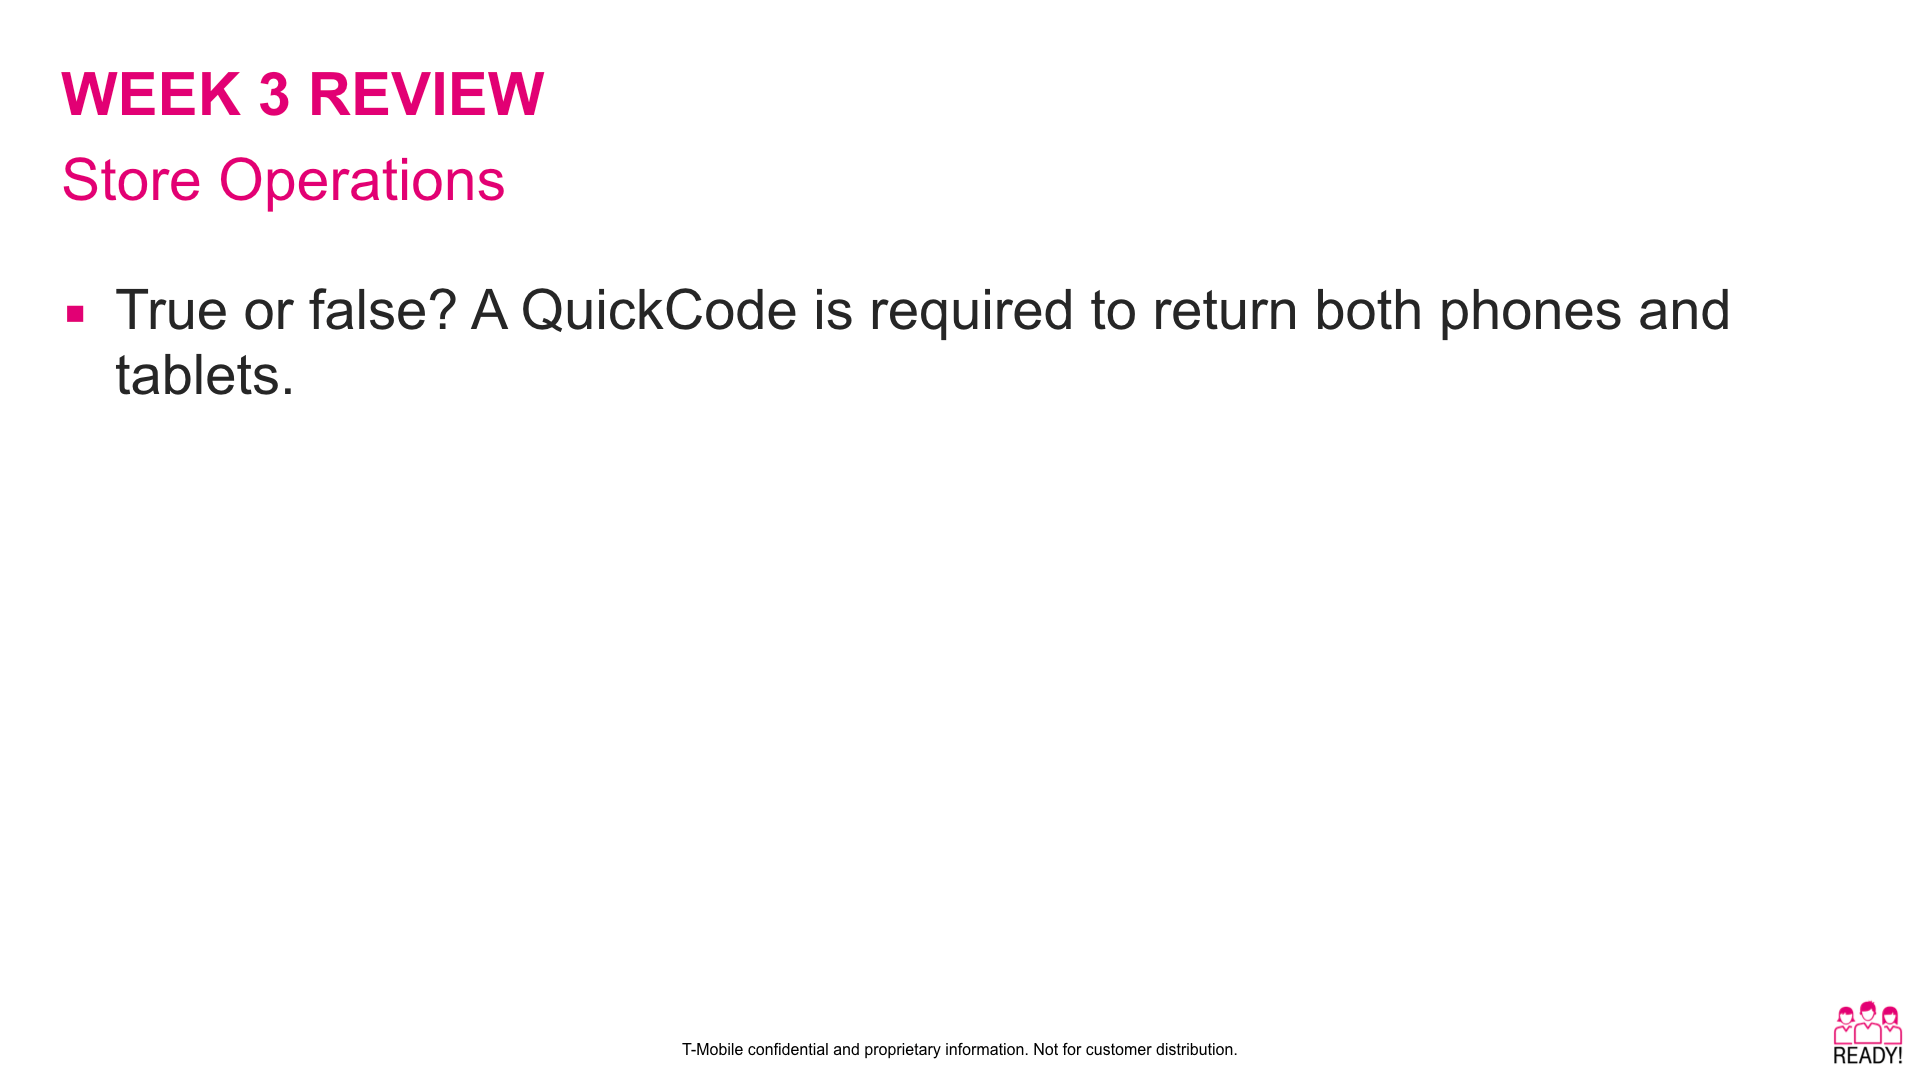 WEEK 3 REVIEW
Store Operations
▪ True or false? A QuickCode is required to return both phones and
tablets.
T-Mobile confidential and proprietary information. Not for customer distribution.
READY!